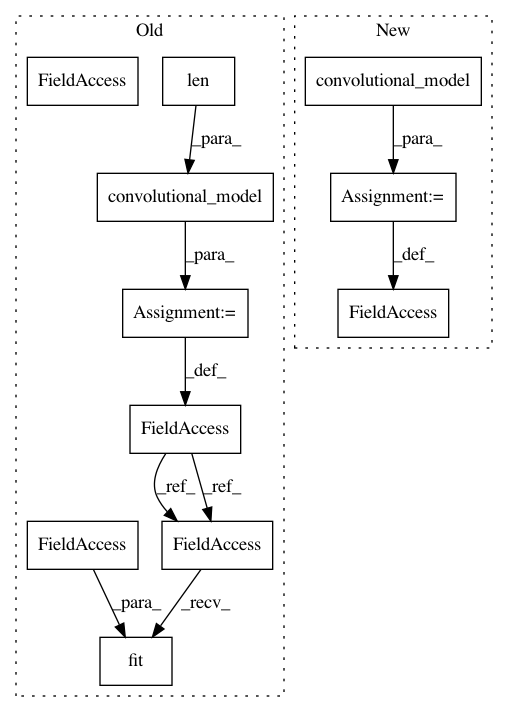 Old
New
FieldAccess
len
convolutional_model
_para_
_para_
convolutional_model
Assignment:=
_para_
_def_
Assignment:=
FieldAccess
_def_
FieldAccess
_ref_
_ref_
FieldAccess
FieldAccess
_para_
_recv_
fit